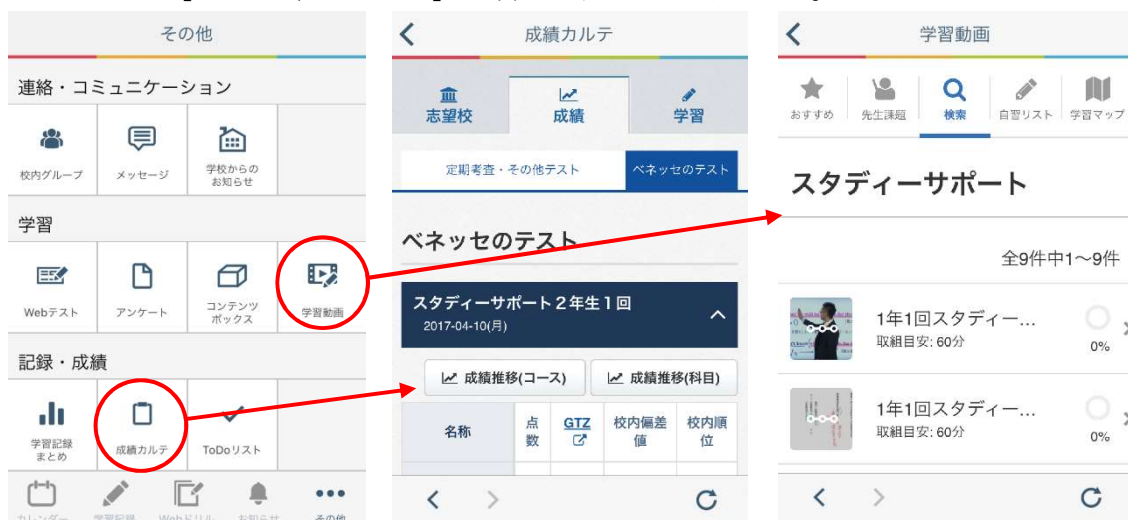 その他
連絡・コミュニケーション
校内グループ
メッセージ
学校からの
お知らせ
学習
Webテスト
アンケート
コンテンツ
ボックス
学習動画
記録・成績
学習記録
まとめ
成績カルテ
ToDoリスト
成績カルテ
志望校
成績
学習
定期考査・その他テスト
ベネッセのテスト
ベネッセのテスト
スタディーサポート2年生1回
2017-04-10(月)
成績推移(コース)
成績推移(科目)
名称
点数
GTZ
校内偏差値
校内順位
学習動画
おすすめ
先生課題
検索
自習リスト
学習マップ
スタディーサポート
全9件中1～9件
1年1回スタディー...
取組目安: 60分
0%
1年1回スタディー...
取組目安: 60分
0%